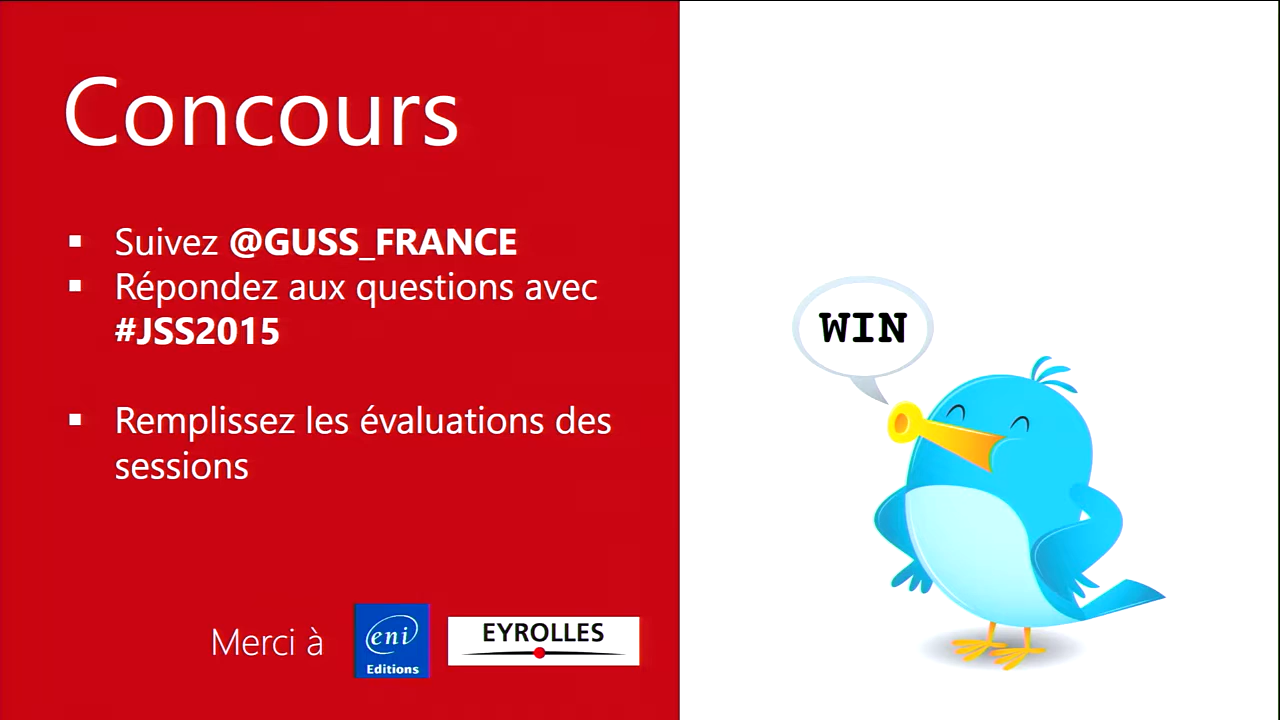 Concours
▪ Suivez @GUSS_FRANCE
▪ Répondez aux questions avec
#JSS2015
▪ Remplissez les évaluations des
sessions
Merci à
eni
Editions
EYROLLES
WIN